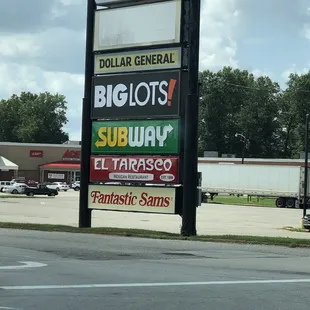 DOLLAR GENERAL
BIGLOTS!
SUBWAY
EL TARASCO
Fantastic Sams